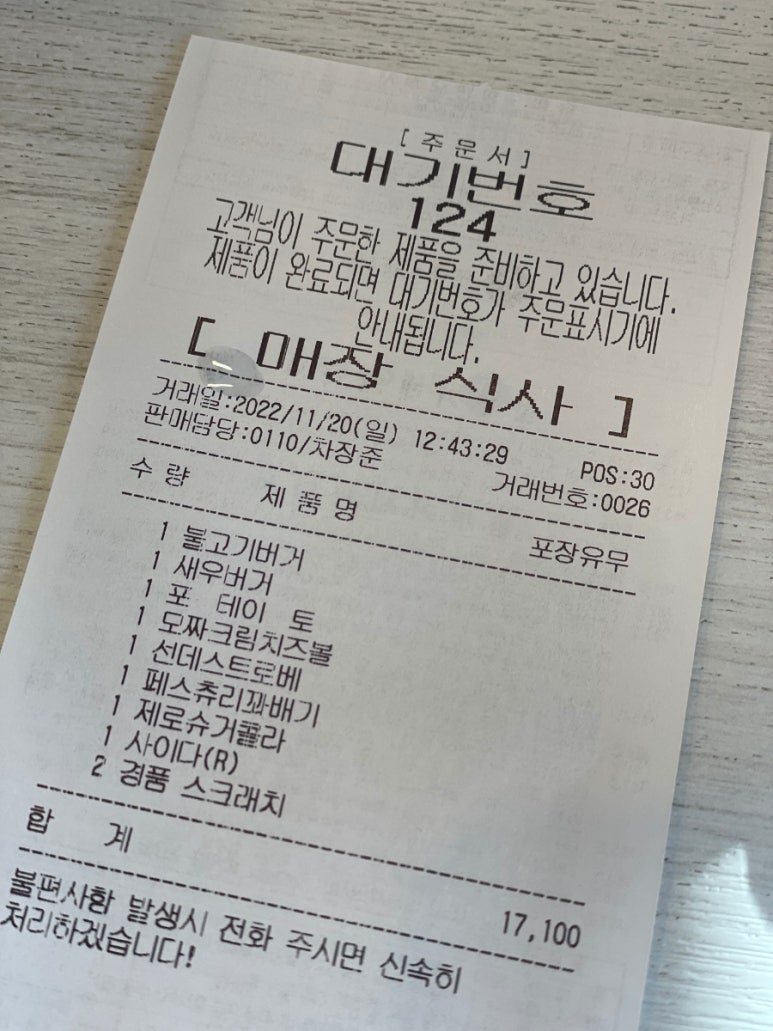 [주문서]
대기번호
124
고객님이 주문한 제품을 준비하고 있습니다.
제품이 완료되면 대기번호가 주문표시기에
안내됩니다.
[ 매장 식사 ]
거래일:2022/11/20(일) 12:43:29 POS:30
판매담당:0110/차장준 거래번호:0026
수량 제품명 포장유무
1 불고기버거
1 새우버거
1 포 테이 토
1 모짜크림치즈볼
1 선데스트로베
1 페스츄리꽈배기
1 제로슈거콜라
1 사이다(R)
2 경품 스크래치
합 계 17,100
불편사항 발생시 전화 주시면 신속히
처리하겠습니다!